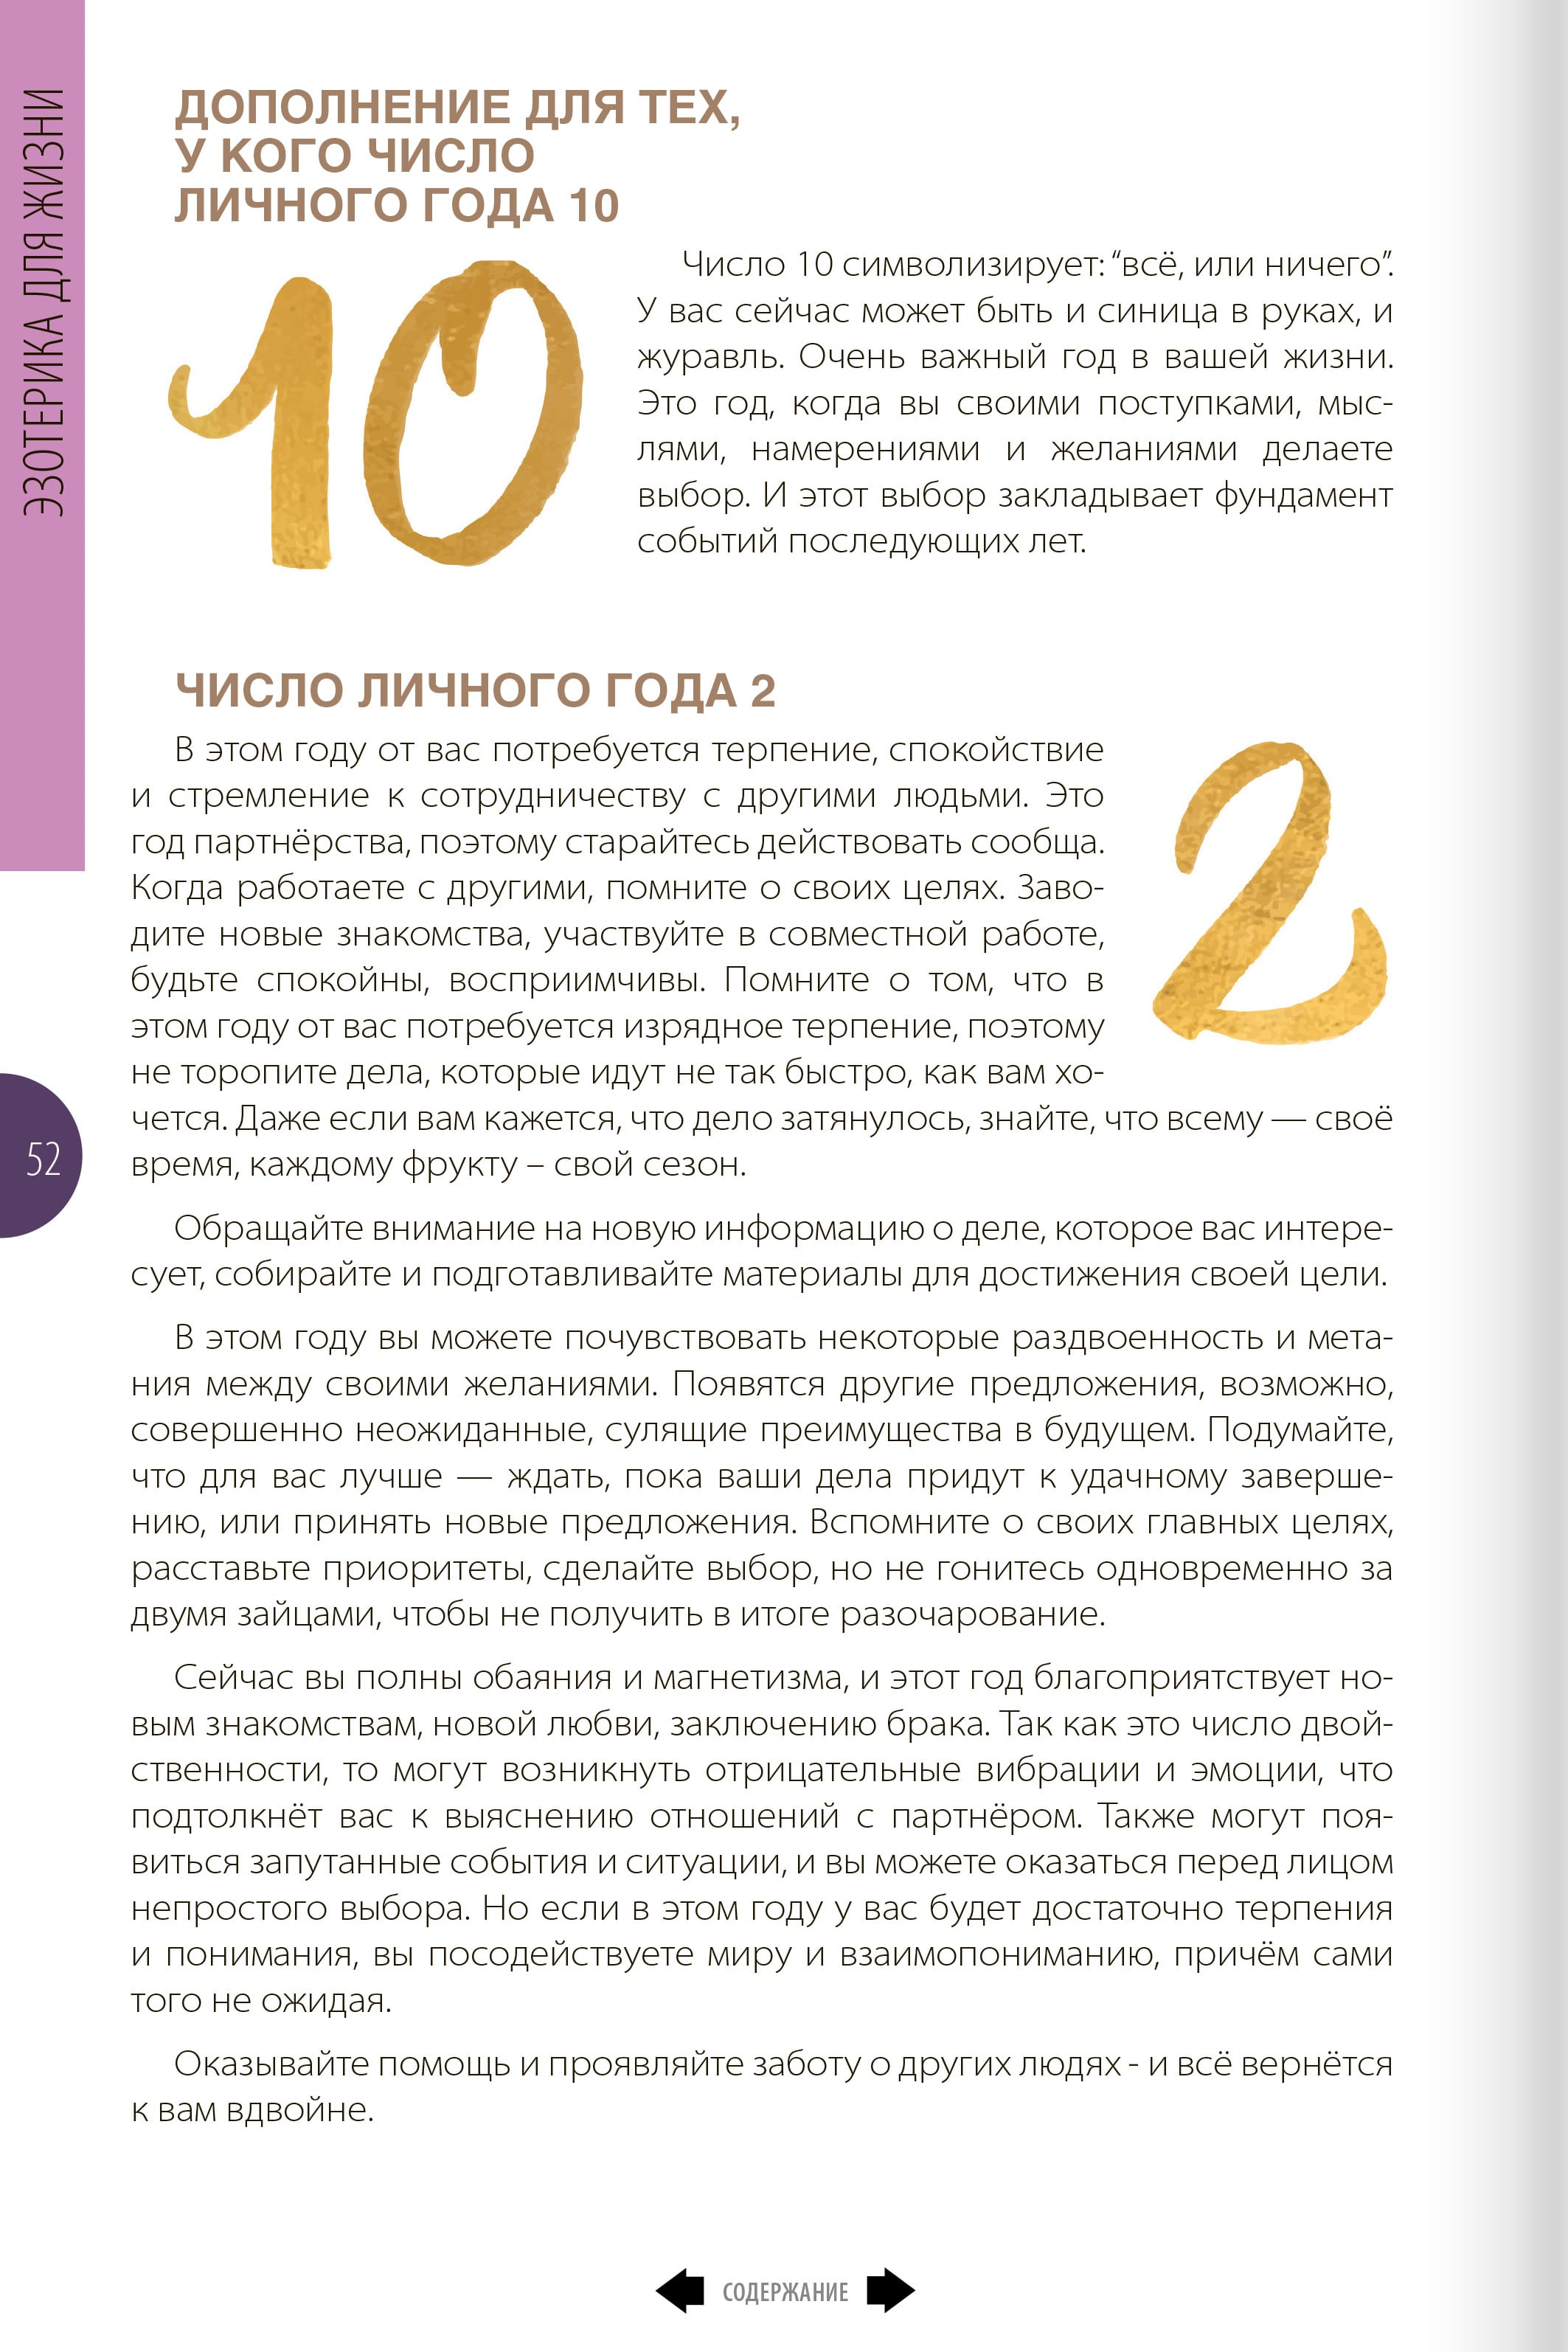 ЭЗОТЕРИКА ДЛЯ ЖИЗНИ
ДОПОЛНЕНИЕ ДЛЯ ТЕХ,
У КОГО ЧИСЛО
ЛИЧНОГО ГОДА 10
10
Число 10 символизирует: “всё, или ничего”.
У вас сейчас может быть и синица в руках, и
журавль. Очень важный год в вашей жизни.
Это год, когда вы своими поступками, мыс-
лями, намерениями и желаниями делаете
выбор. И этот выбор закладывает фундамент
событий последующих лет.
ЧИСЛО ЛИЧНОГО ГОДА 2
2
В этом году от вас потребуется терпение, спокойствие
и стремление к сотрудничеству с другими людьми. Это
год партнёрства, поэтому старайтесь действовать сообща.
Когда работаете с другими, помните о своих целях. Заво-
дите новые знакомства, участвуйте в совместной работе,
будьте спокойны, восприимчивы. Помните о том, что в
этом году от вас потребуется изрядное терпение, поэтому
не торопите дела, которые идут не так быстро, как вам хо-
чется. Даже если вам кажется, что дело затянулось, знайте, что всему — своё
время, каждому фрукту – свой сезон.
52
Обращайте внимание на новую информацию о деле, которое вас интере-
сует, собирайте и подготавливайте материалы для достижения своей цели.
В этом году вы можете почувствовать некоторые раздвоенность и мета-
ния между своими желаниями. Появятся другие предложения, возможно,
совершенно неожиданные, сулящие преимущества в будущем. Подумайте,
что для вас лучше — ждать, пока ваши дела придут к удачному заверше-
нию, или принять новые предложения. Вспомните о своих главных целях,
расставьте приоритеты, сделайте выбор, но не гонитесь одновременно за
двумя зайцами, чтобы не получить в итоге разочарование.
Сейчас вы полны обаяния и магнетизма, и этот год благоприятствует но-
вым знакомствам, новой любви, заключению брака. Так как это число двой-
ственности, то могут возникнуть отрицательные вибрации и эмоции, что
подтолкнёт вас к выяснению отношений с партнёром. Также могут поя-
виться запутанные события и ситуации, и вы можете оказаться перед лицом
непростого выбора. Но если в этом году у вас будет достаточно терпения
и понимания, вы посодействуете миру и взаимопониманию, причём сами
того не ожидая.
Оказывайте помощь и проявляйте заботу о других людях - и всё вернётся
к вам вдвойне.
СОДЕРЖАНИЕ